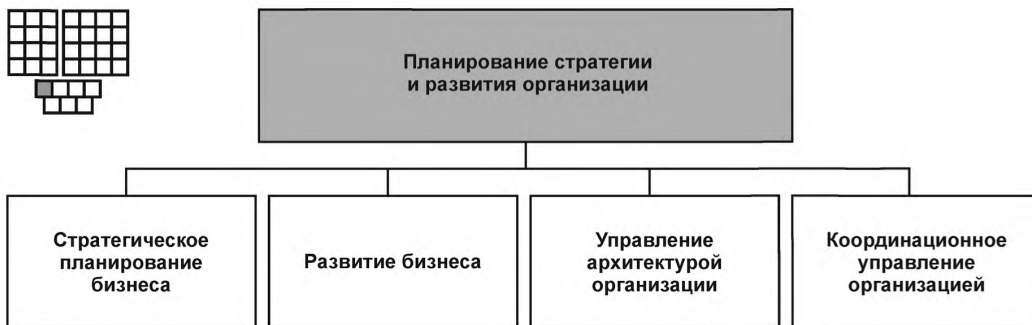 Планирование стратегии
и развития организации
Стратегическое
планирование
бизнеса
Развитие бизнеса
Управление
архитектурой
организации
Координационное
управление
организацией